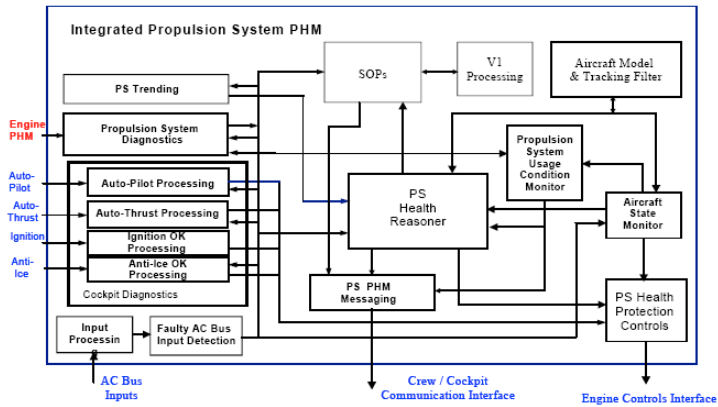 Integrated Propulsion System PHM
SOPs
V1
Processing
Aircraft Model
& Tracking Filter
PS Trending
Engine
PHM
Propulsion System
Diagnostics
Propulsion
System
Usage
Condition
Monitor
Auto-
Pilot
Auto-Pilot Processing
PS
Health
Reasoner
Auto-
Thrust
Auto-Thrust Processing
Aircraft
State
Monitor
Ignition
Ignition OK
Processing
Anti-
Ice
Anti-Ice OK
Processing
Cockpit Diagnostics
PS PHM
Messaging
PS Health
Protection
Controls
Input
Processin
g
Faulty AC Bus
Input Detection
AC Bus
Inputs
Crew / Cockpit
Communication Interface
Engine Controls Interface